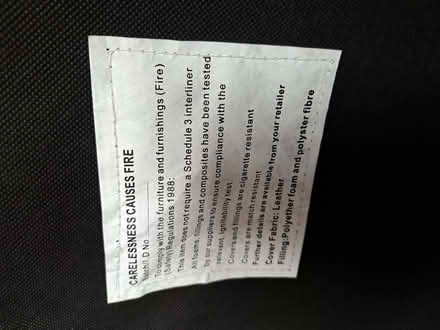 CARELESSNESS CAUSES FIRE
Batch/I.D No
To comply with the furniture and furnishings (Fire)
(Safety)Regulations 1988:
This item does not require a Schedule 3 interliner
All foams, fillings and composites have been tested
by our suppliers to ensure compliance with the
relevant, ignitability test
Covers and fillings are cigarette resistant
Covers are match resistant
Further details are available from your retailer
Cover Fabric: Leather
Filling:Polyether foam and polyster fibre